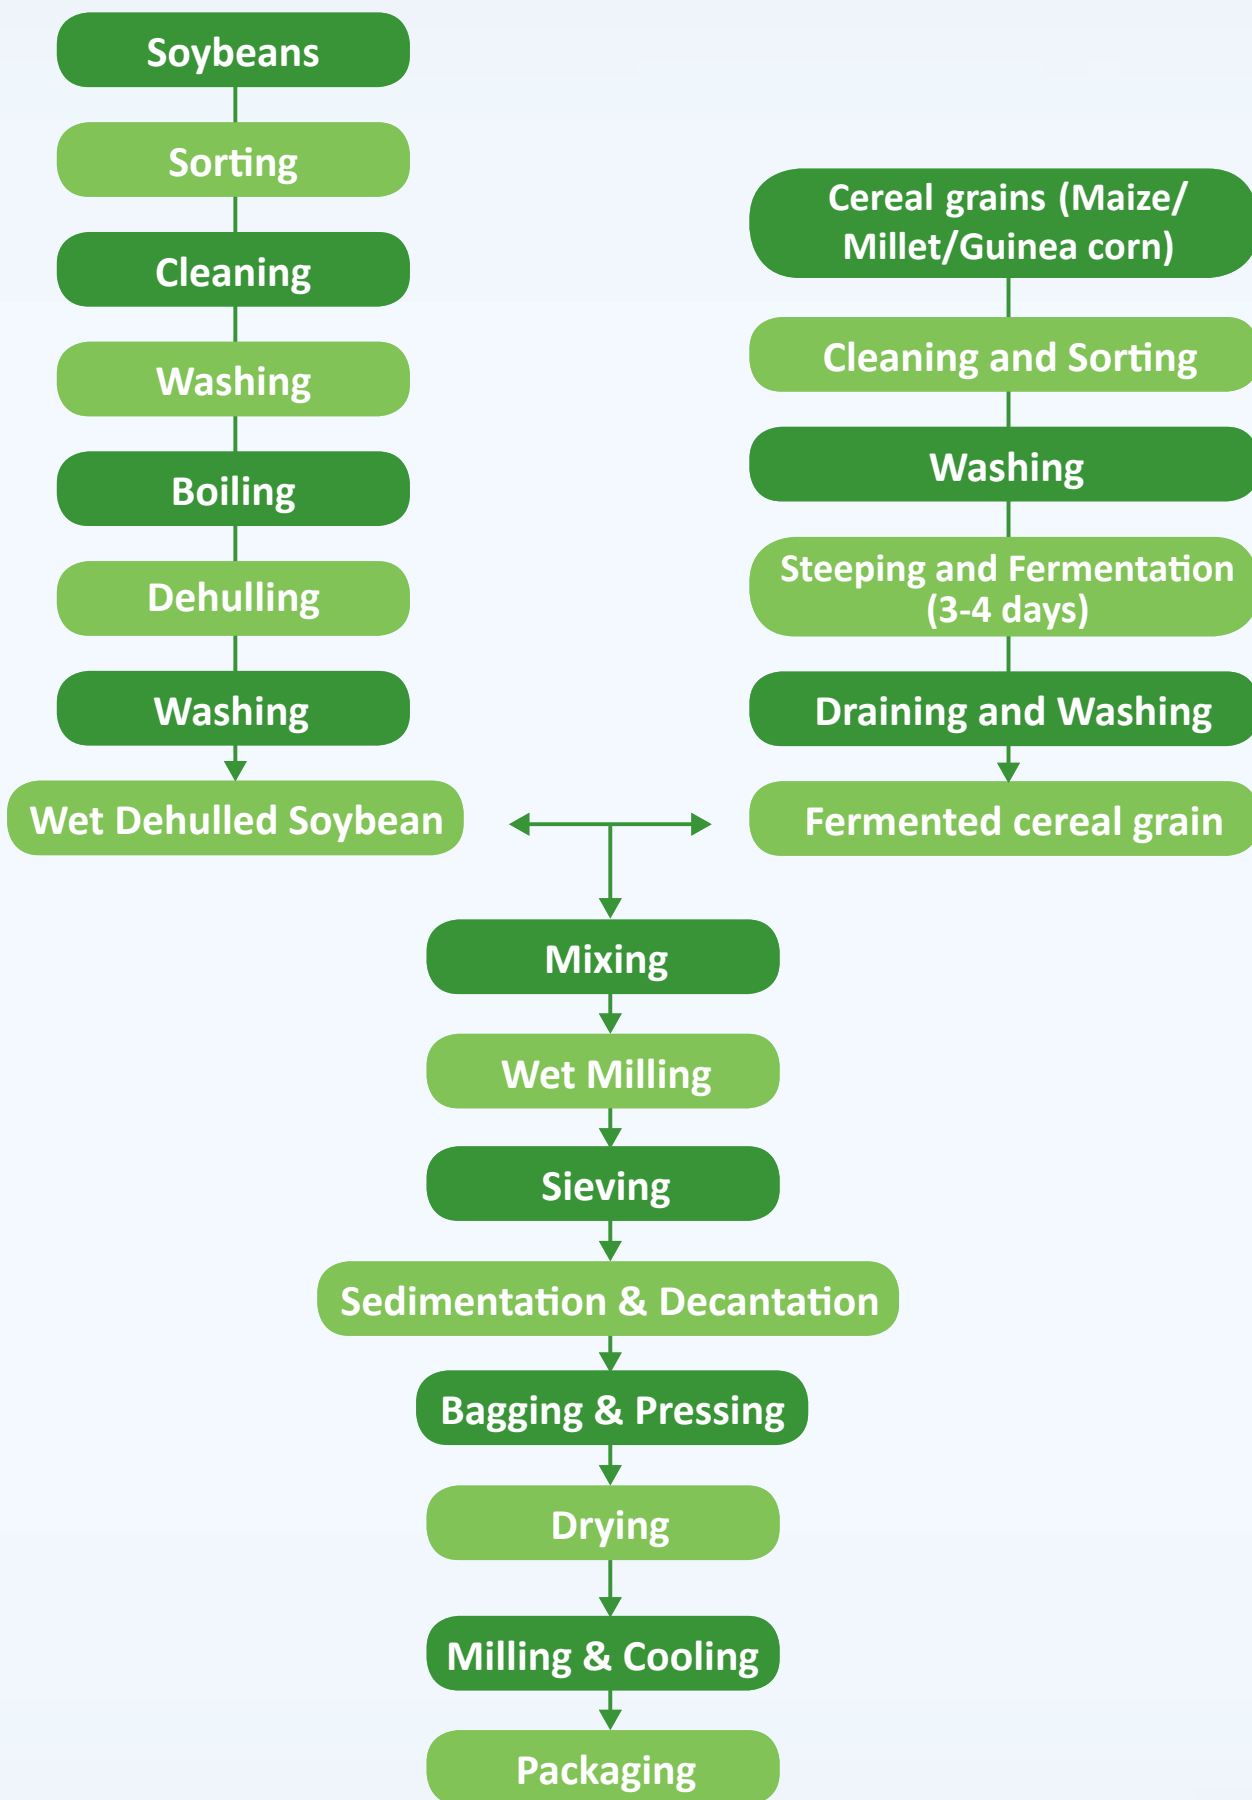 Soybeans
Sorting
Cleaning
Washing
Boiling
Dehulling
Washing
Wet Dehulled Soybean
Cereal grains (Maize/
Millet/Guinea corn)
Cleaning and Sorting
Washing
Steeping and Fermentation
(3-4 days)
Draining and Washing
Fermented cereal grain
Mixing
Wet Milling
Sieving
Sedimentation & Decantation
Bagging & Pressing
Drying
Milling & Cooling
Packaging